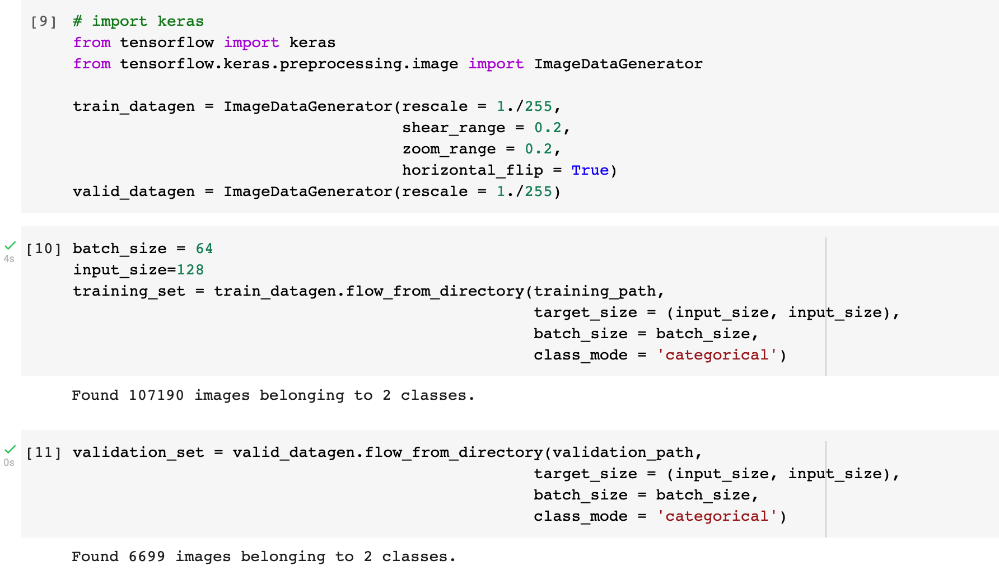 [9] # import keras
from tensorflow import keras
from tensorflow.keras.preprocessing.image import ImageDataGenerator
train_datagen = ImageDataGenerator(rescale = 1./255,
shear_range = 0.2,
zoom_range = 0.2,
horizontal_flip = True)
valid_datagen = ImageDataGenerator(rescale = 1./255)
[10] batch_size = 64
4s
input_size=128
training_set = train_datagen.flow_from_directory(training_path,
target_size = (input_size, input_size),
batch_size = batch_size,
class_mode = 'categorical')
Found 107190 images belonging to 2 classes.
[11] validation_set = valid_datagen.flow_from_directory(validation_path,
0s
target_size = (input_size, input_size),
batch_size = batch_size,
class_mode = 'categorical')
Found 6699 images belonging to 2 classes.